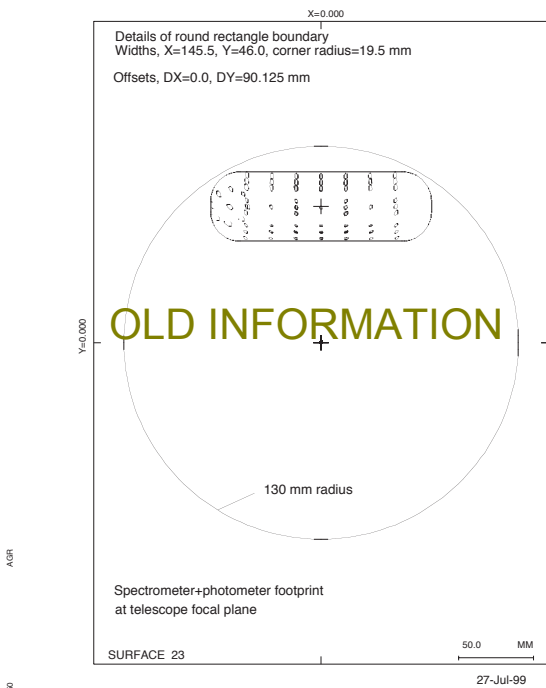 X=0.000
Details of round rectangle boundary
Widths, X=145.5, Y=46.0, corner radius=19.5 mm
Offsets, DX=0.0, DY=90.125 mm
OLD INFORMATION
Y=0.000
130 mm radius
AGR
Spectrometer+photometer footprint
at telescope focal plane
SURFACE 23
50.0 MM
27-Jul-99